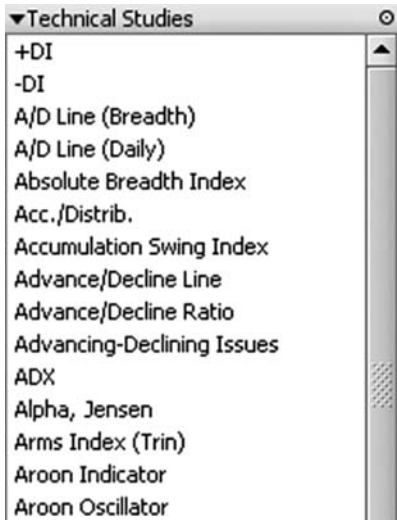 Technical Studies
+DI
-DI
A/D Line (Breadth)
A/D Line (Daily)
Absolute Breadth Index
Acc./Distrib.
Accumulation Swing Index
Advance/Decline Line
Advance/Decline Ratio
Advancing-Declining Issues
ADX
Alpha, Jensen
Arms Index (Trin)
Aroon Indicator
Aroon Oscillator